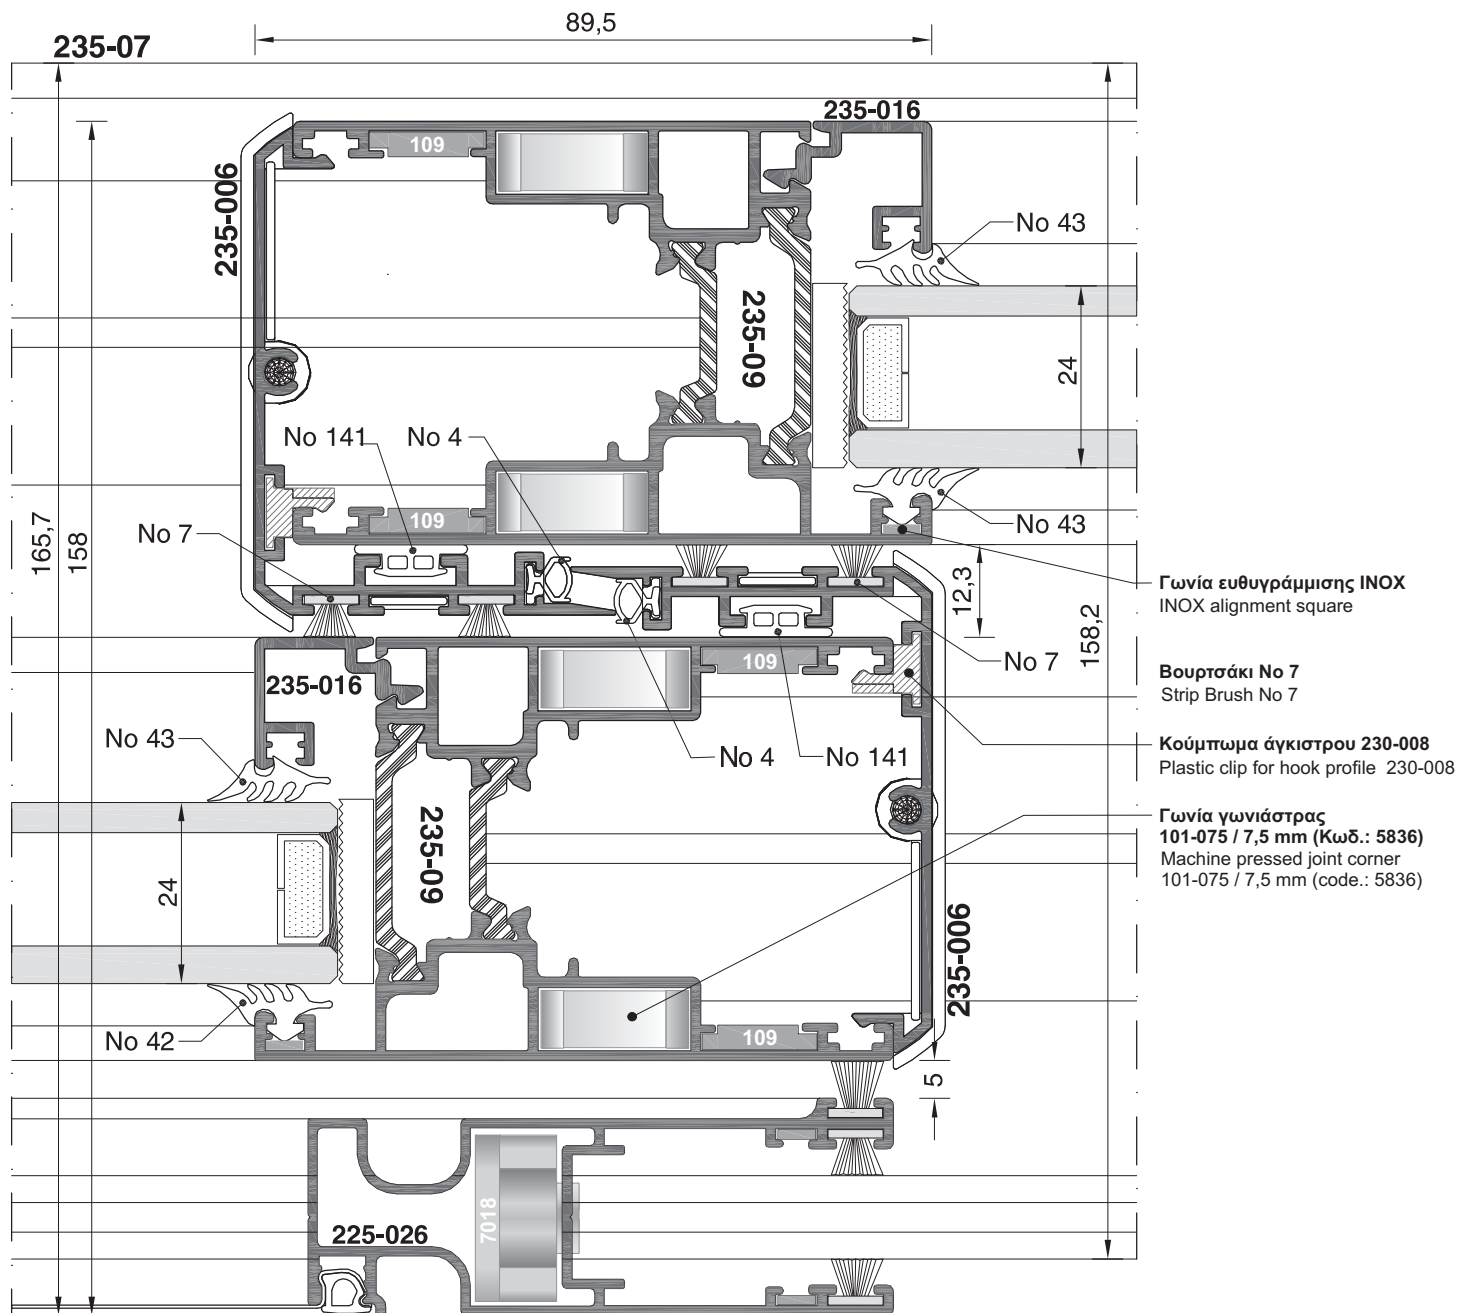 89,5
235-07
235-016
109
235-006
No 43
235-09
24
No 141
No 4
No 43
109
No 7
165,7
158
12,3
158,2
Γωνία ευθυγράμμισης INOX
INOX alignment square
No 7
109
235-016
Βουρτσάκι Νο 7
Strip Brush No 7
No 43
No 4
No 141
Κούμπωμα άγκιστρου 230-008
Plastic clip for hook profile 230-008
235-09
24
Γωνία γωνιάστρας
101-075 / 7,5 mm (Κωδ.: 5836)
Machine pressed joint corner
101-075 / 7,5 mm (code.: 5836)
235-006
No 42
109
5
7018
225-026